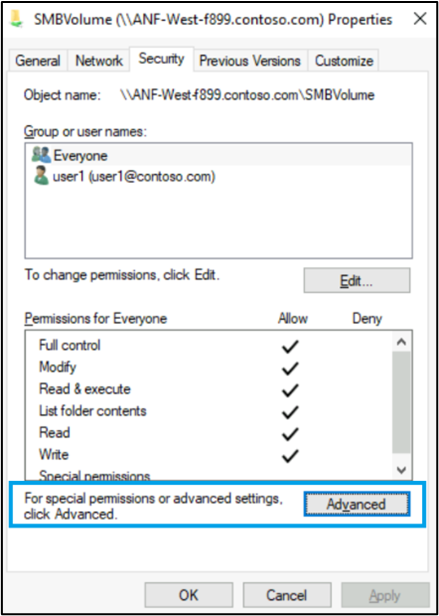 SMBVolume (\\ANF-West-f899.contoso.com) Properties
General Network Security Previous Versions Customize
Object name: \\ANF-West-f899.contoso.com\SMBVolume
Group or user names:
Everyone
user1 (user1@contoso.com)
To change permissions, click Edit.
Edit...
Permissions for Everyone Allow Deny
Full control
Modify
Read & execute
List folder contents
Read
Write
Special permissions
For special permissions or advanced settings,
click Advanced.
Advanced
OK Cancel Apply